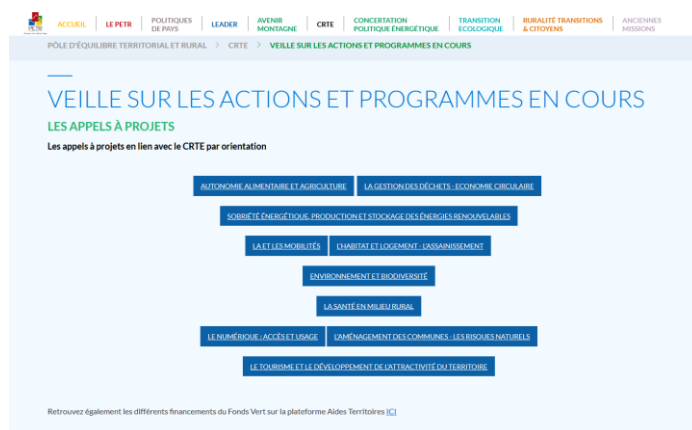 ACCUEIL LE PETR POLITIQUES DE PAYS LEADER AVENIR MONTAGNE CRTE CONCERTATION POLITIQUE ÉNERGÉTIQUE TRANSITION ECOLOGIQUE RURALITÉ TRANSITIONS & CITOYENS ANCIENNES MISSIONS
PÔLE D'ÉQUILIBRE TERRITORIAL ET RURAL > CRTE > VEILLE SUR LES ACTIONS ET PROGRAMMES EN COURS
VEILLE SUR LES ACTIONS ET PROGRAMMES EN COURS
LES APPELS À PROJETS
Les appels à projets en lien avec le CRTE par orientation
AUTONOMIE ALIMENTAIRE ET AGRICULTURE LA GESTION DES DÉCHETS - ECONOMIE CIRCULAIRE
SOBRIÉTÉ ÉNERGÉTIQUE, PRODUCTION ET STOCKAGE DES ÉNERGIES RENOUVELABLES
LA ET LES MOBILITÉS L'HABITAT ET LOGEMENT - L'ASSAINISSEMENT
ENVIRONNEMENT ET BIODIVERSITÉ
LA SANTÉ EN MILIEU RURAL
LE NUMÉRIQUE : ACCÈS ET USAGE L'AMÉNAGEMENT DES COMMUNES - LES RISQUES NATURELS
LE TOURISME ET LE DÉVELOPPEMENT DE L'ATTRACTIVITÉ DU TERRITOIRE
Retrouvez également les différents financements du Fonds Vert sur la plateforme Aides Territoires ICI